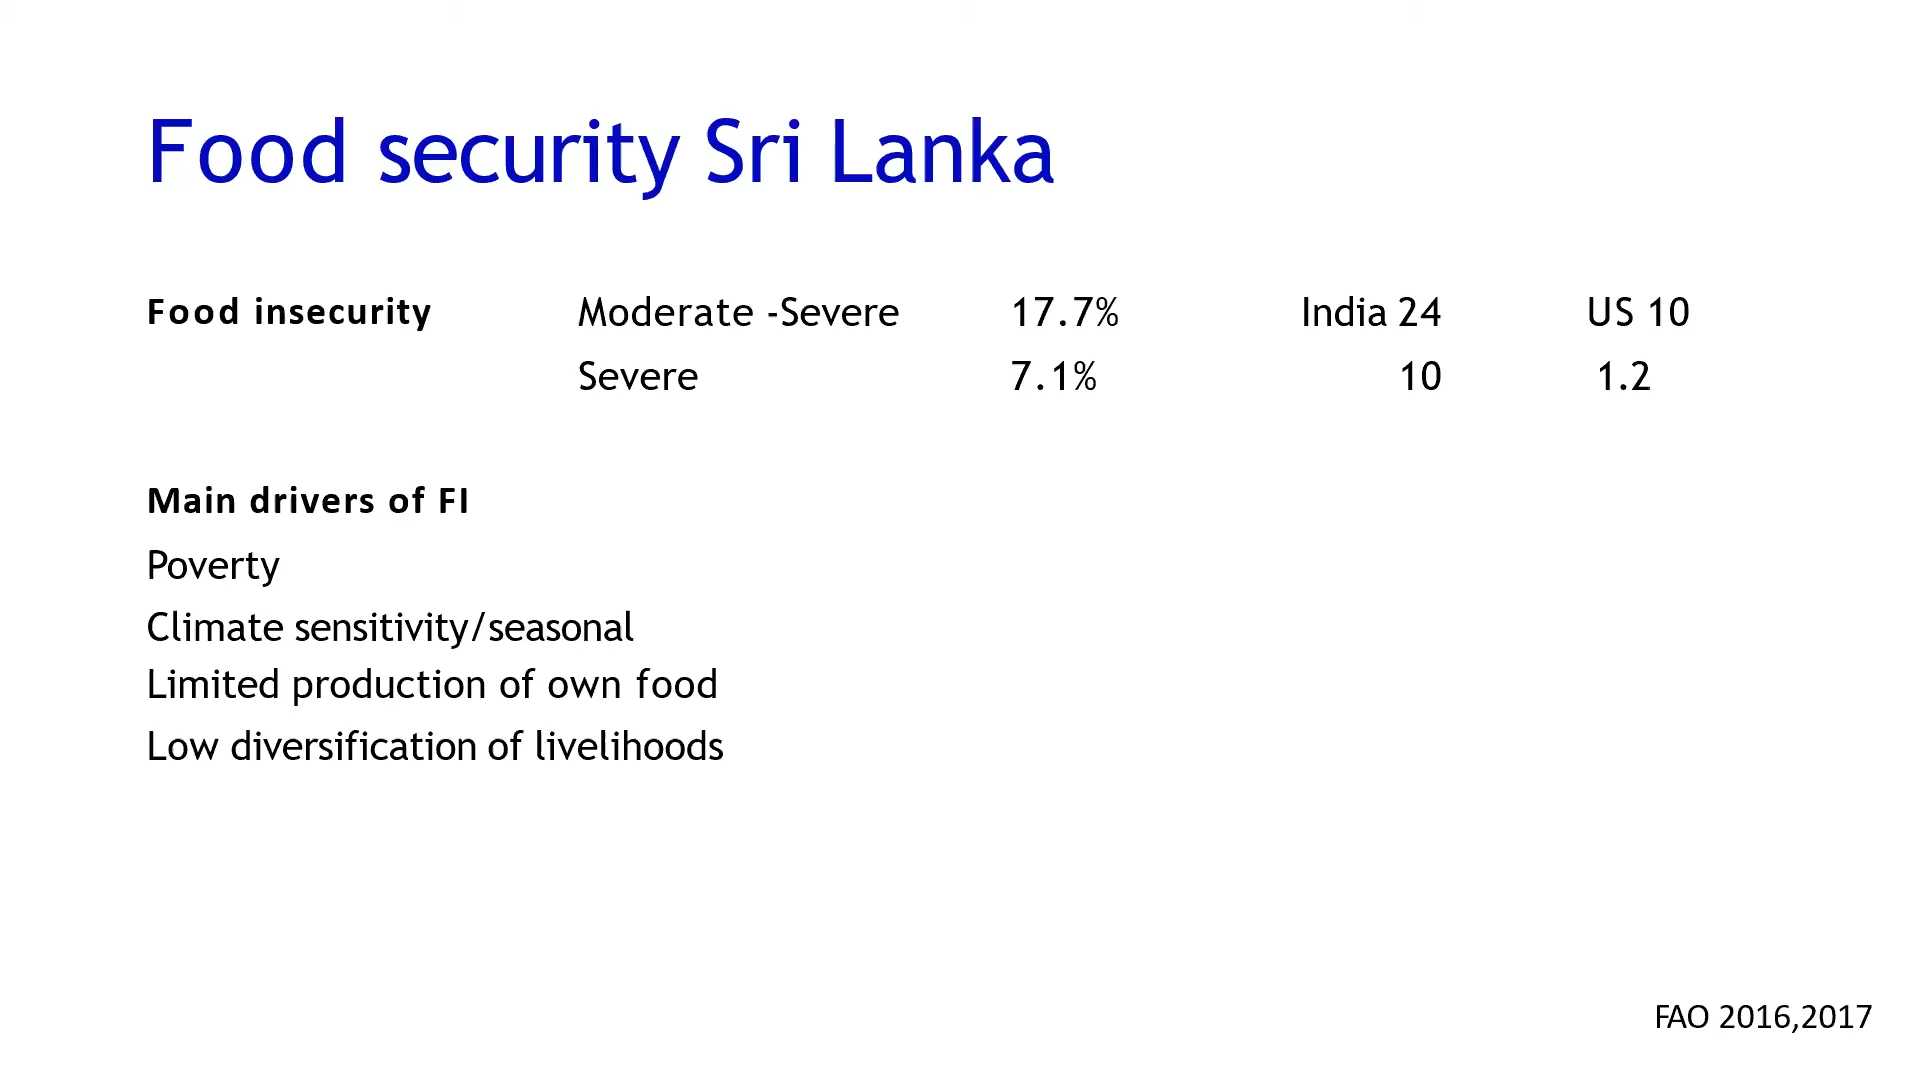 Food security Sri Lanka
Food insecurity Moderate -Severe 17.7% India 24 US 10
Severe 7.1% 10 1.2
Main drivers of FI
Poverty
Climate sensitivity/seasonal
Limited production of own food
Low diversification of livelihoods
FAO 2016,2017